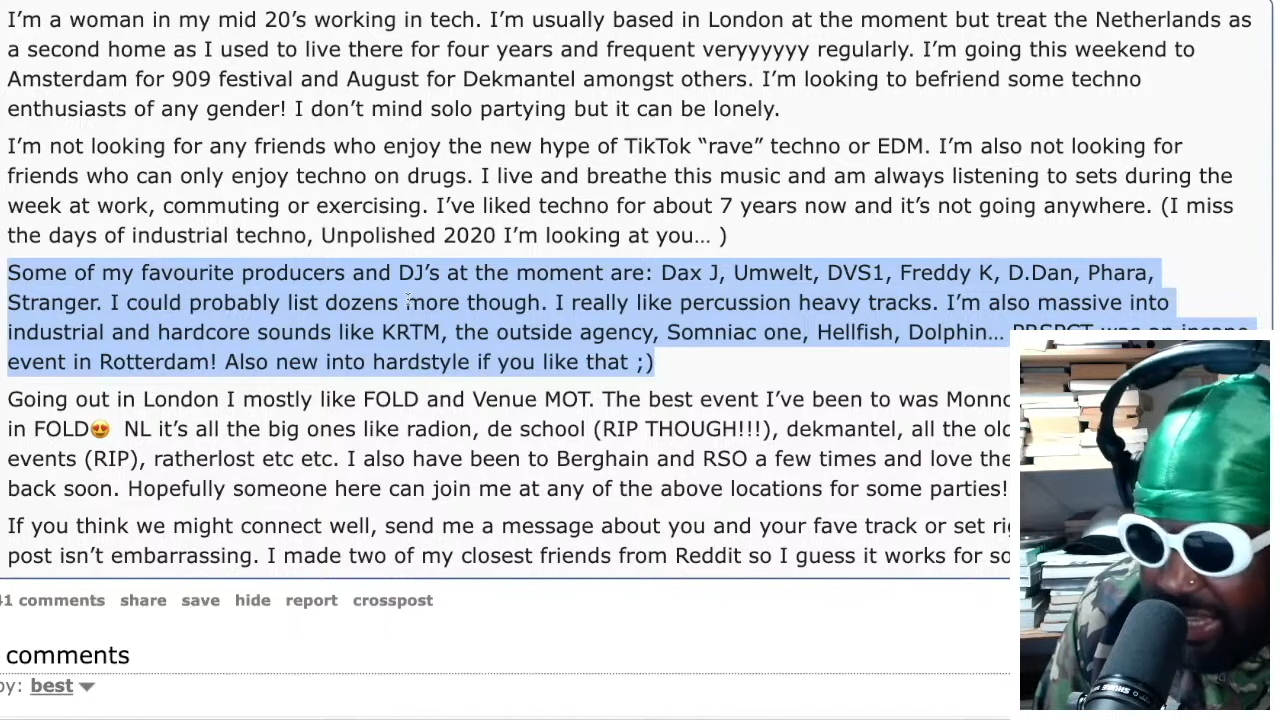 I’m a woman in my mid 20’s working in tech. I’m usually based in London at the moment but treat the Netherlands as
a second home as I used to live there for four years and frequent veryyyyyy regularly. I’m going this weekend to
Amsterdam for 909 festival and August for Dekmantel amongst others. I’m looking to befriend some techno
enthusiasts of any gender! I don’t mind solo partying but it can be lonely.
I’m not looking for any friends who enjoy the new hype of TikTok “rave” techno or EDM. I’m also not looking for
friends who can only enjoy techno on drugs. I live and breathe this music and am always listening to sets during the
week at work, commuting or exercising. I’ve liked techno for about 7 years now and it’s not going anywhere. (I miss
the days of industrial techno, Unpolished 2020 I’m looking at you… )
Some of my favourite producers and DJ’s at the moment are: Dax J, Umwelt, DVS1, Freddy K, D.Dan, Phara,
Stranger. I could probably list dozens more though. I really like percussion heavy tracks. I’m also massive into
industrial and hardcore sounds like KRTM, the outside agency, Somniac one, Hellfish, Dolphin… PRSPCT was an insane
event in Rotterdam! Also new into hardstyle if you like that ;)
Going out in London I mostly like FOLD and Venue MOT. The best event I’ve been to was
in FOLD😍 NL it’s all the big ones like radion, de school (RIP THOUGH!!!), dekmantel, all the
events (RIP), ratherlost etc etc. I also have been to Berghain and RSO a few times and love the
back soon. Hopefully someone here can join me at any of the above locations for some parties!
If you think we might connect well, send me a message about you and your fave track or set
post isn’t embarrassing. I made two of my closest friends from Reddit so I guess it works for
41 comments share save hide report crosspost
comments
by: best